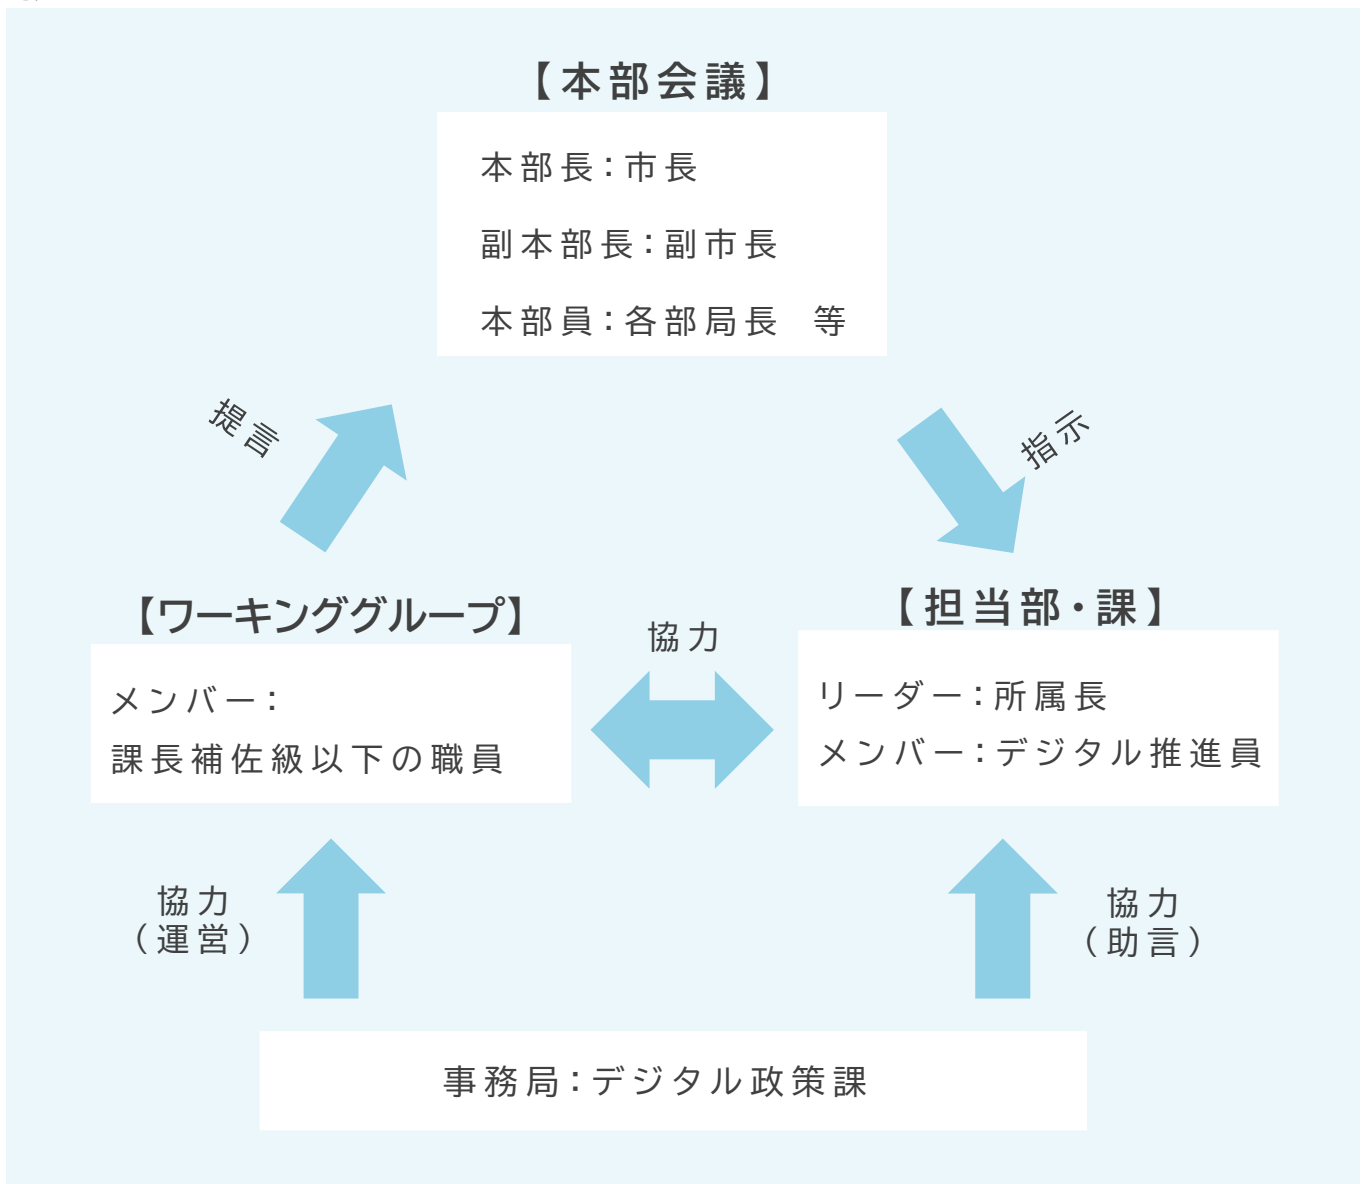 【本部会議】
本部長：市長
副本部長：副市長
本部員：各部局長　等
提言
指示
【ワーキンググループ】
メンバー：
課長補佐級以下の職員
協力
【担当部・課】
リーダー：所属長
メンバー：デジタル推進員
協力
（運営）
協力
（助言）
事務局：デジタル政策課